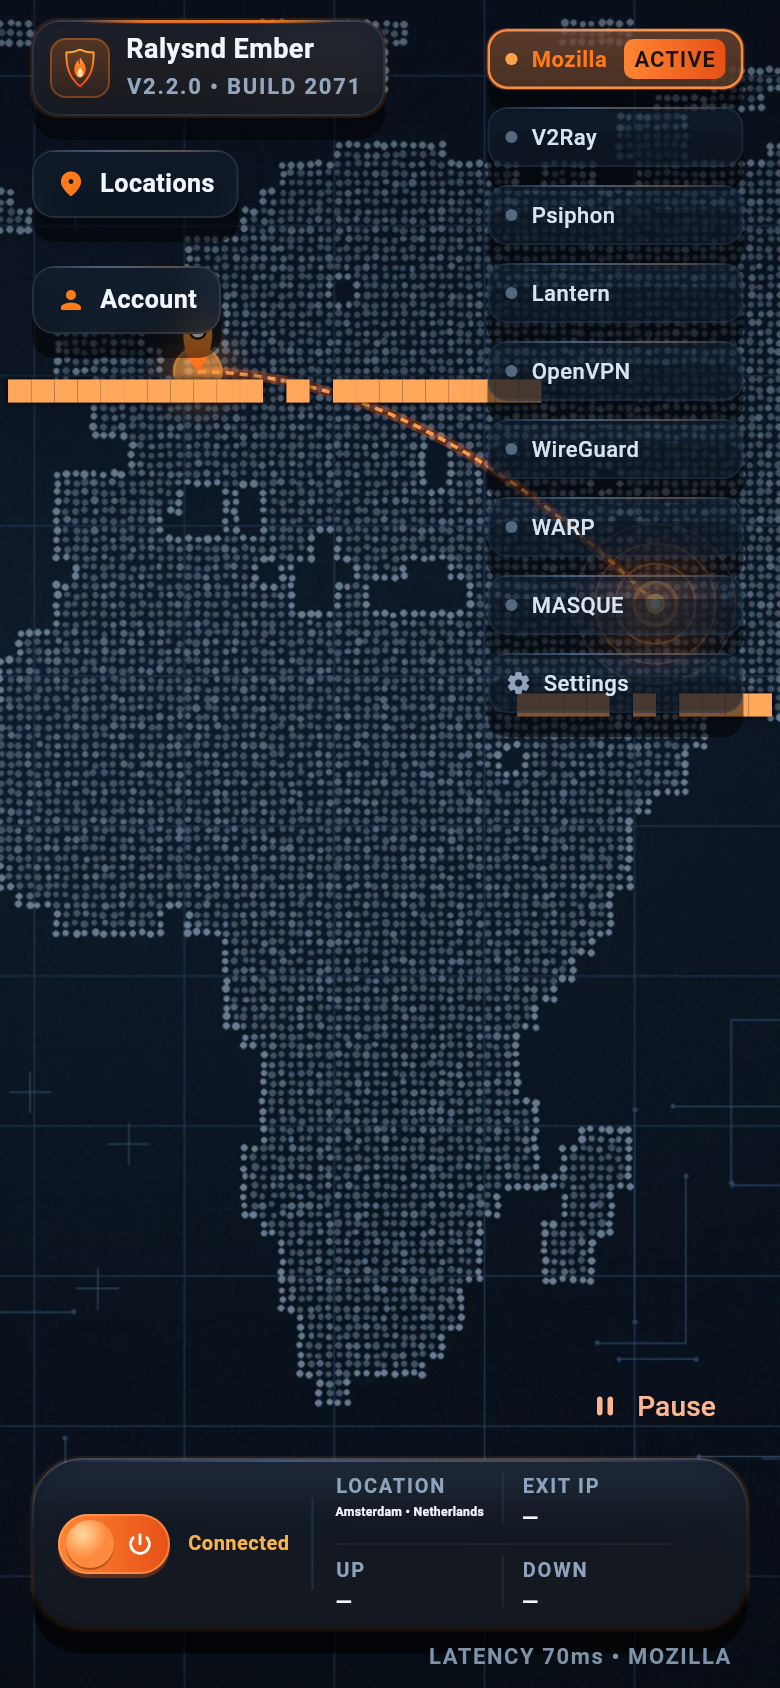 Ralysnd Ember
V2.2.0 • BUILD 2071
Locations
Account
Mozilla ACTIVE
V2Ray
Psiphon
Lantern
OpenVPN
WireGuard
WARP
MASQUE
Settings
Pause
Connected
LOCATION
Amsterdam • Netherlands
EXIT IP
—
UP
—
DOWN
—
LATENCY 70ms • MOZILLA